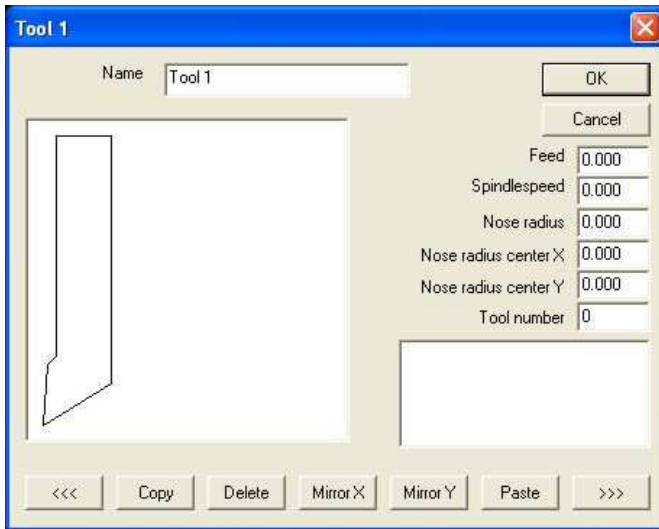 Tool 1
Name Tool 1
OK
Cancel
Feed 0.000
Spindlespeed 0.000
Nose radius 0.000
Nose radius center X 0.000
Nose radius center Y 0.000
Tool number 0
<<< Copy Delete Mirror X Mirror Y Paste >>>